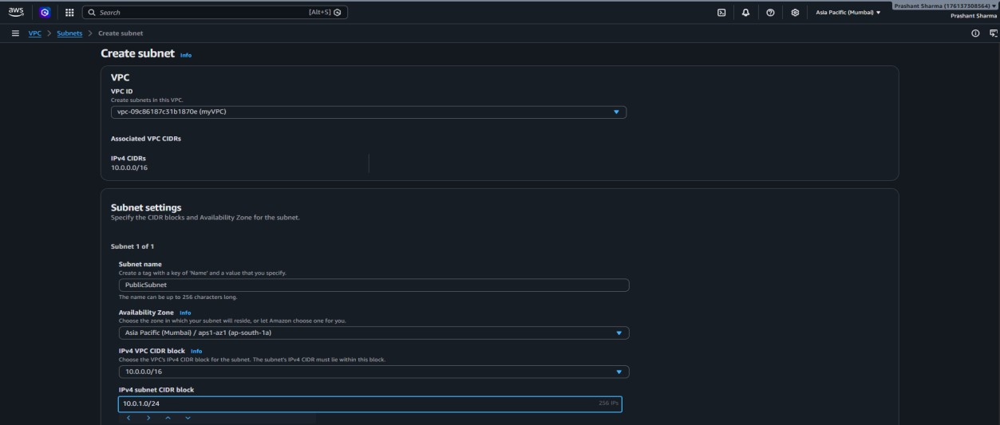 aws
Search [Alt+S]
Asia Pacific (Mumbai)
Prashant Sharma (176137308564)
Prashant Sharma
VPC > Subnets > Create subnet
Create subnet Info
VPC
VPC ID
Create subnets in this VPC.
vpc-09c86187c31b1870e (myVPC)
Associated VPC CIDRs
IPv4 CIDRs
10.0.0.0/16
Subnet settings
Specify the CIDR blocks and Availability Zone for the subnet.
Subnet 1 of 1
Subnet name
Create a tag with a key of 'Name' and a value that you specify.
PublicSubnet
The name can be up to 256 characters long.
Availability Zone Info
Choose the zone in which your subnet will reside, or let Amazon choose one for you.
Asia Pacific (Mumbai) / aps1-az1 (ap-south-1a)
IPv4 VPC CIDR block Info
Choose the VPC's IPv4 CIDR block for the subnet. The subnet's IPv4 CIDR must lie within this block.
10.0.0.0/16
IPv4 subnet CIDR block
10.0.1.0/24 256 IPs